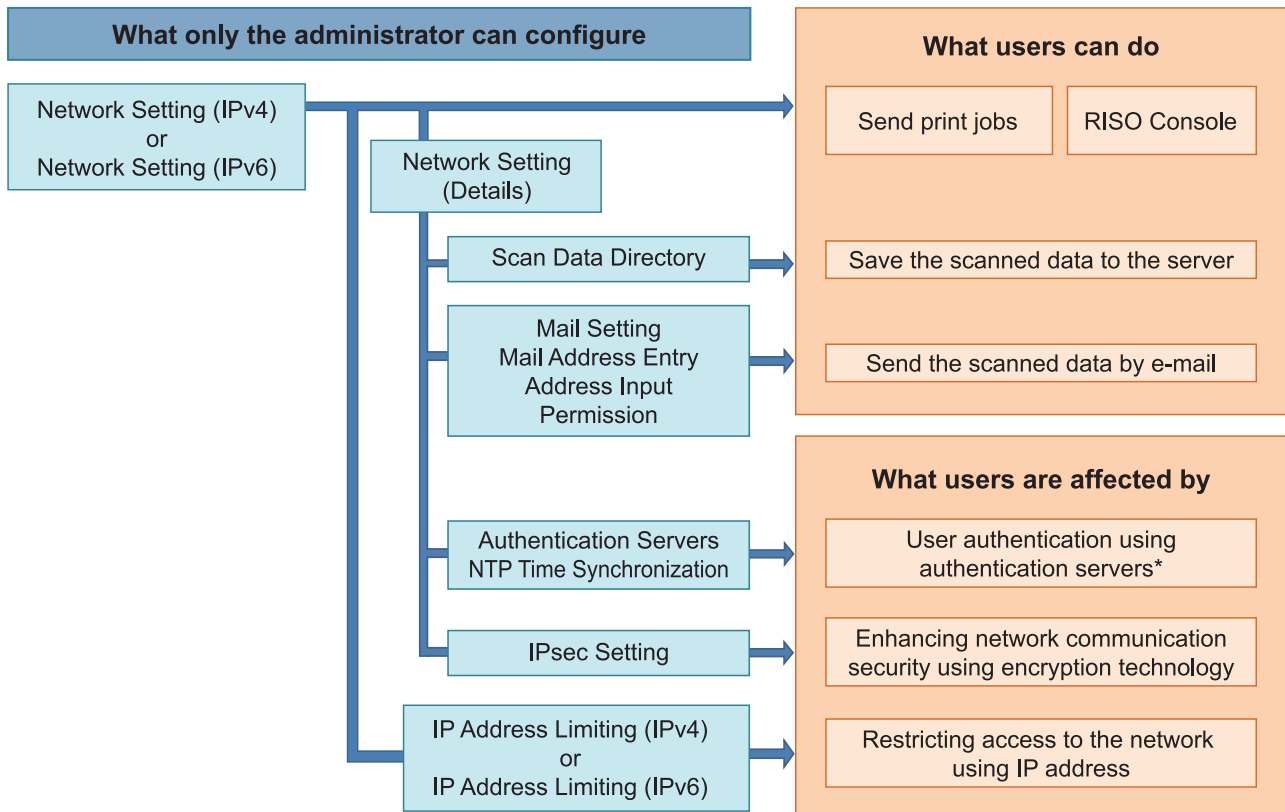 What only the administrator can configure
What users can do
Network Setting (IPv4)
or
Network Setting (IPv6)
Send print jobs
RISO Console
Network Setting
(Details)
Scan Data Directory
Save the scanned data to the server
Mail Setting
Mail Address Entry
Address Input
Permission
Send the scanned data by e-mail
What users are affected by
Authentication Servers
NTP Time Synchronization
User authentication using
authentication servers*
IPsec Setting
Enhancing network communication
security using encryption technology
IP Address Limiting (IPv4)
or
IP Address Limiting (IPv6)
Restricting access to the network
using IP address